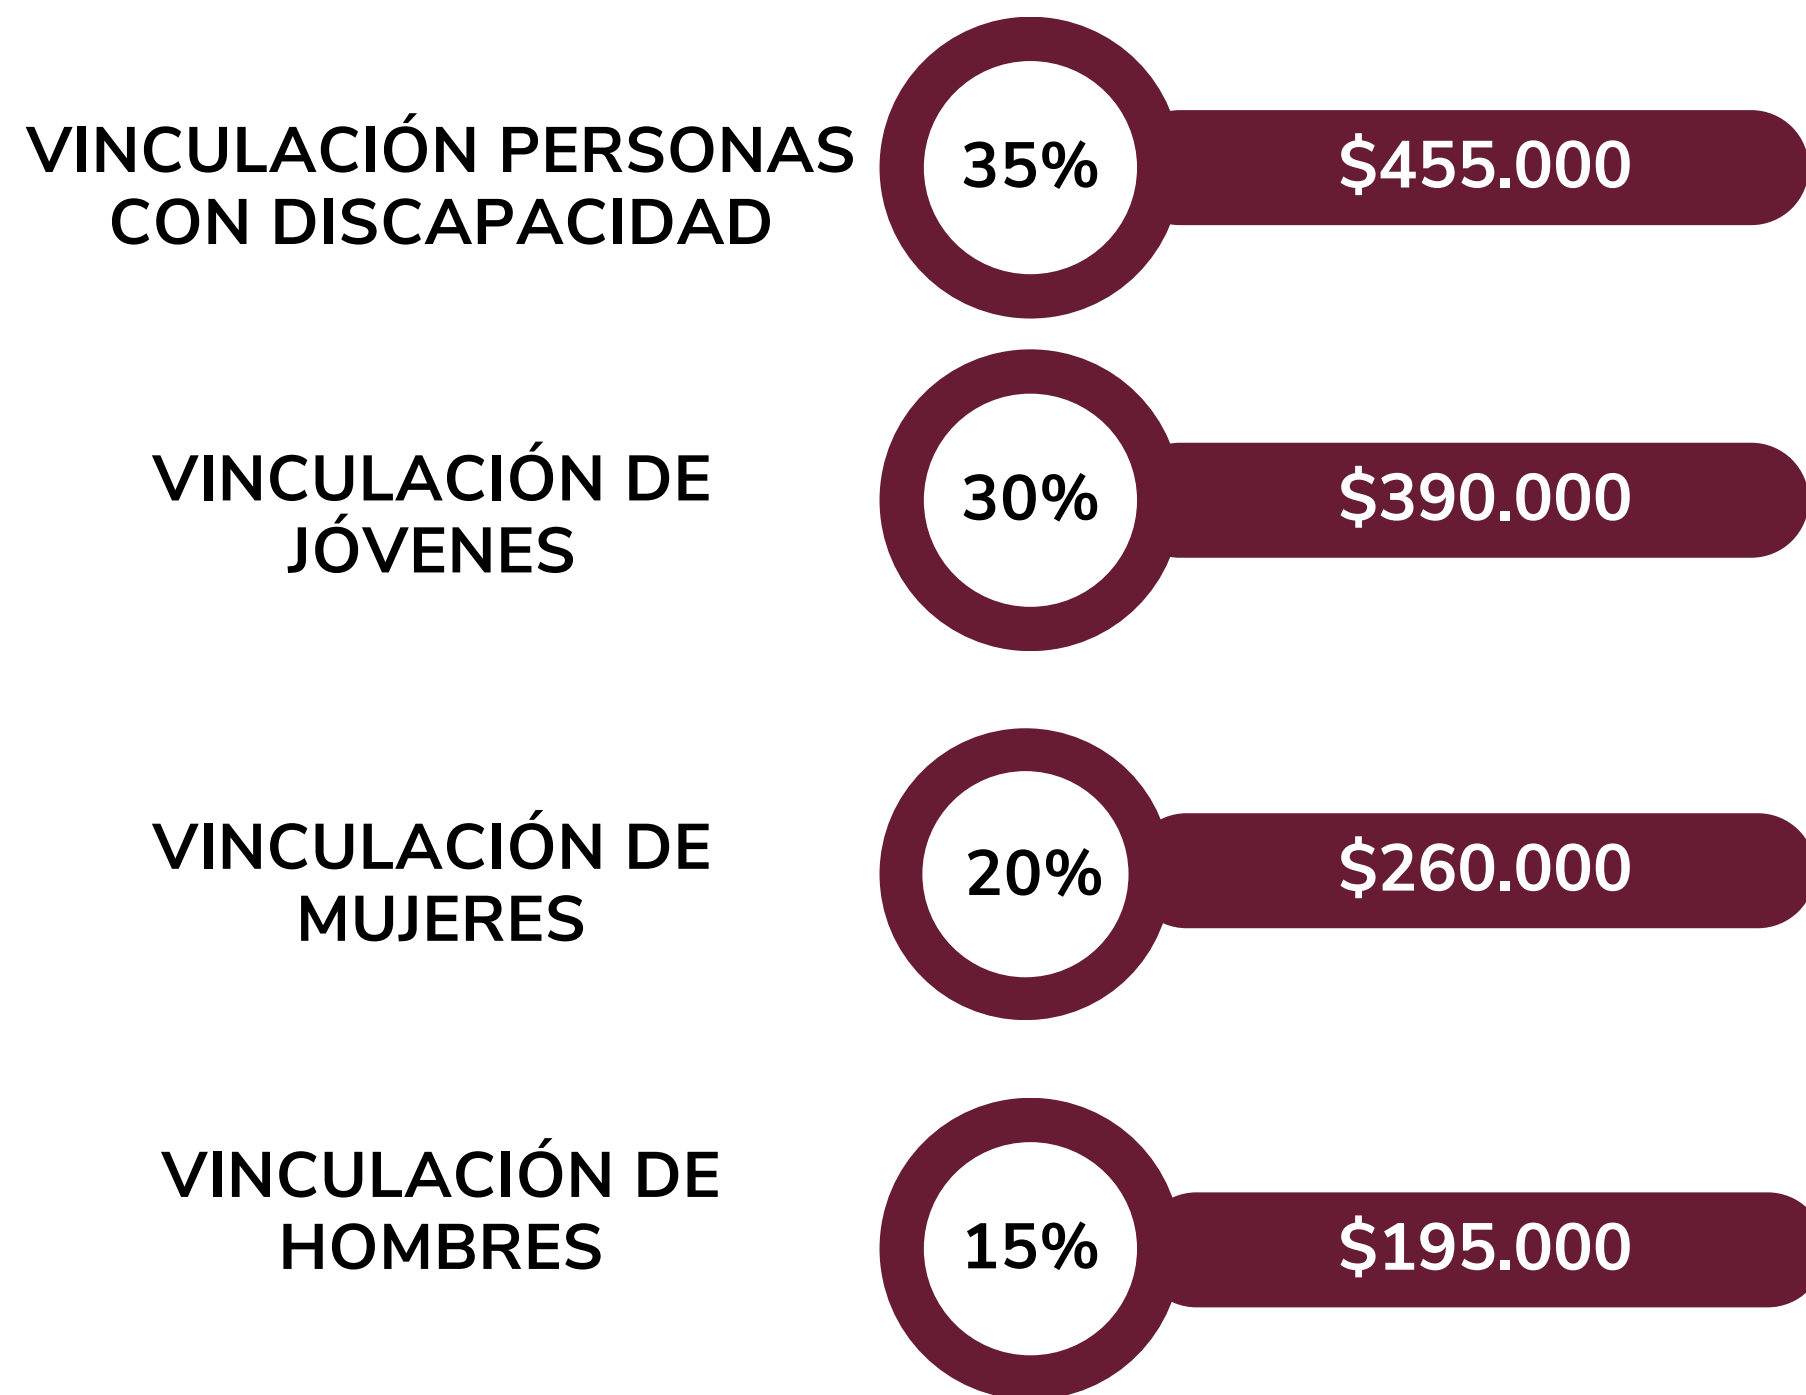 VINCULACIÓN PERSONAS
CON DISCAPACIDAD
35%
$455.000
VINCULACIÓN DE
JÓVENES
30%
$390.000
VINCULACIÓN DE
MUJERES
20%
$260.000
VINCULACIÓN DE
HOMBRES
15%
$195.000